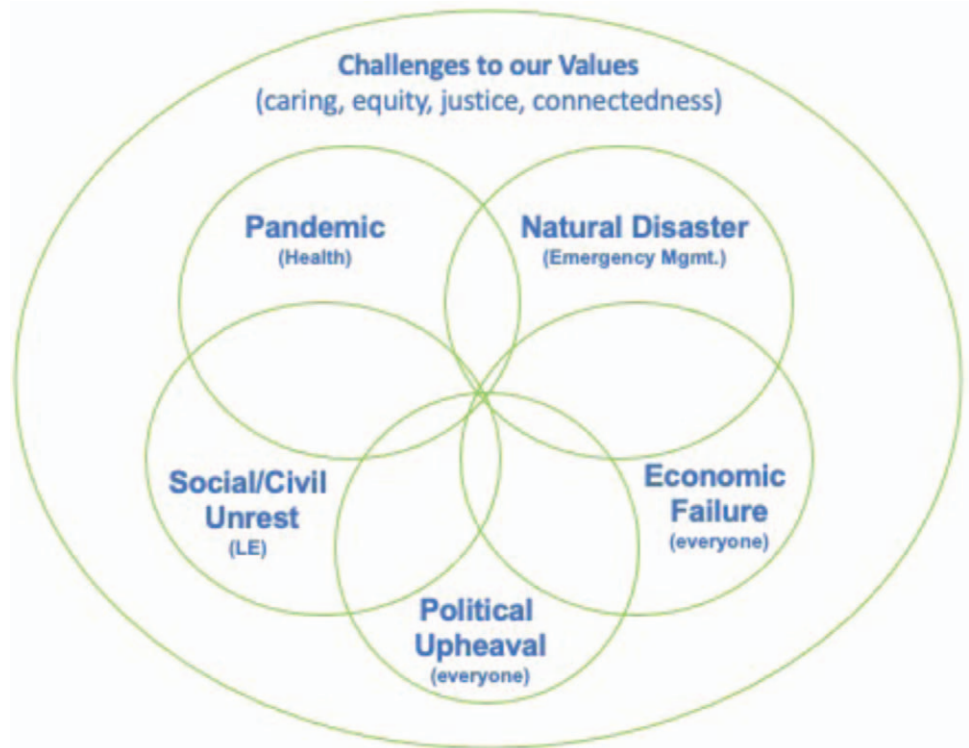 Challenges to our Values
(caring, equity, justice, connectedness)
Pandemic
(Health)
Natural Disaster
(Emergency Mgmt.)
Social/Civil
Unrest
(LE)
Economic
Failure
(everyone)
Political
Upheaval
(everyone)